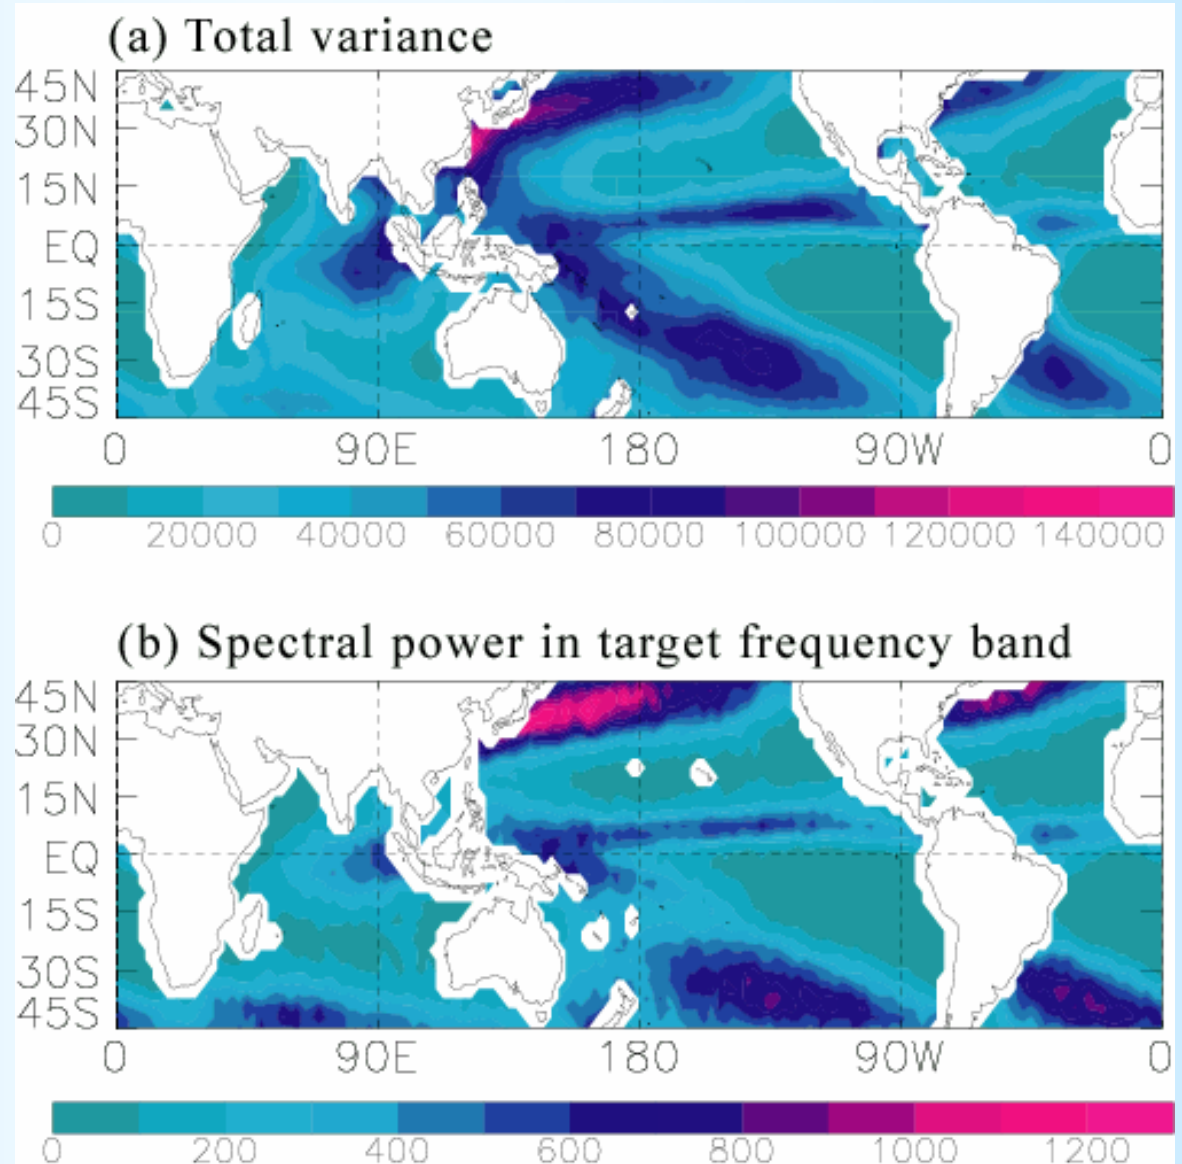 (a) Total variance
45N
30N
15N
EQ
15S
30S
45S
0 90E 180 90W 0
0 20000 40000 60000 80000 100000 120000 140000
(b) Spectral power in target frequency band
45N
30N
15N
EQ
15S
30S
45S
0 90E 180 90W 0
0 200 400 600 800 1000 1200